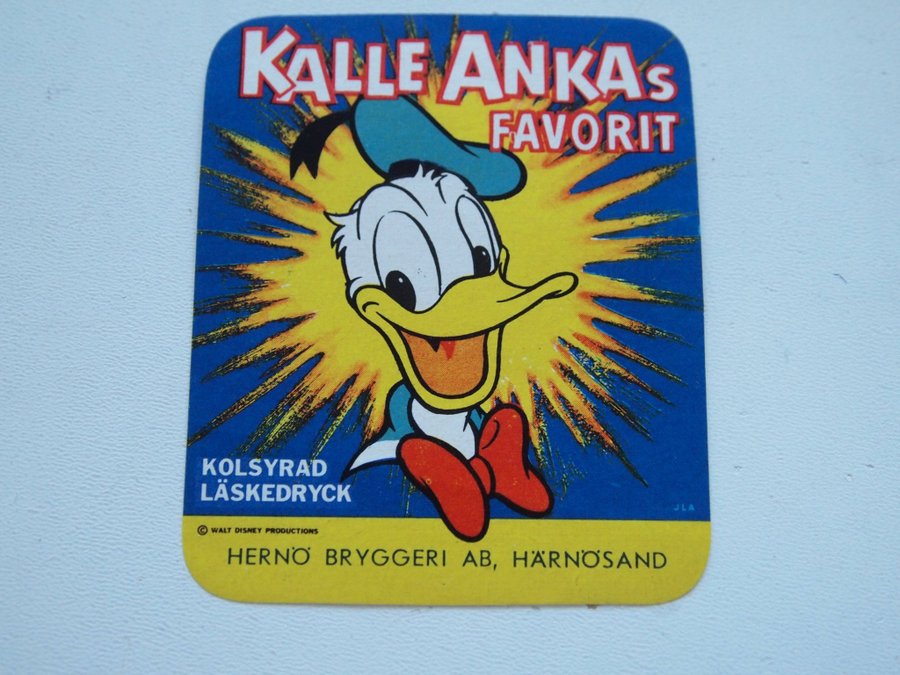 KALLE ANKAs
FAVORIT
KOLSYRAD
LÄSKEDRYCK
JLA
© WALT DISNEY PRODUCTIONS
HERNÖ BRYGGERI AB, HÄRNÖSAND